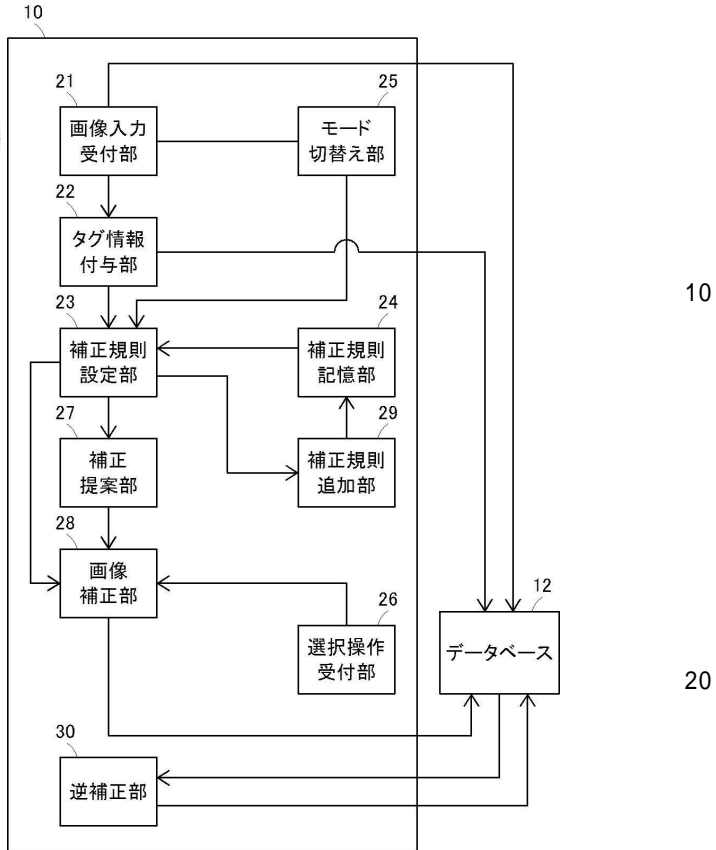 10
21
画像入力
受付部
25
モード
切替え部
22
タグ情報
付与部
10
23
補正規則
設定部
24
補正規則
記憶部
27
補正
提案部
29
補正規則
追加部
28
画像
補正部
26
選択操作
受付部
12
データベース
20
30
逆補正部